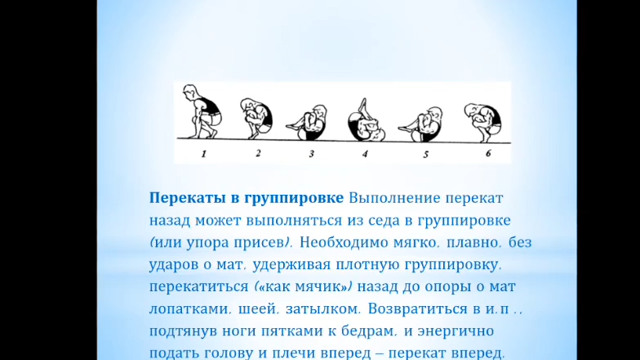 1 2 3 4 5 6
Перекаты в группировке Выполнение перекат
назад может выполняться из седа в группировке
(или упора присев). Необходимо мягко, плавно, без
ударов о мат, удерживая плотную группировку,
перекатиться («как мячик») назад до опоры о мат
лопатками, шеей, затылком. Возвратиться в и.п .,
подтянув ноги пятками к бедрам, и энергично
подать голову и плечи вперед – перекат вперед.